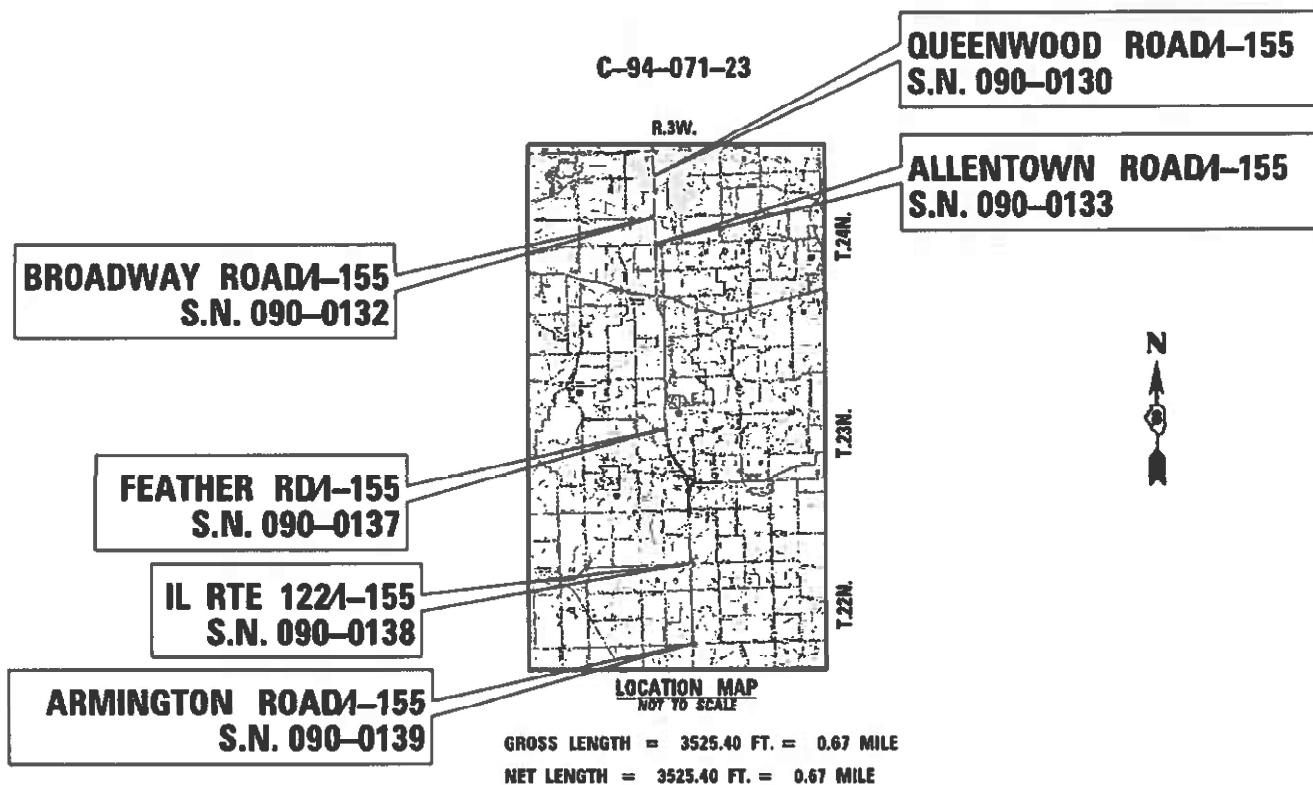 C-94-071-23
QUEENWOOD ROAD/I-155
S.N. 090-0130
R.3W.
ALLENTOWN ROAD/I-155
S.N. 090-0133
T.24N.
BROADWAY ROAD/I-155
S.N. 090-0132
N
T.23N.
FEATHER RD/I-155
S.N. 090-0137
IL RTE 122/I-155
S.N. 090-0138
T.22N.
ARMINGTON ROAD/I-155
S.N. 090-0139
LOCATION MAP
NOT TO SCALE
GROSS LENGTH = 3525.40 FT. = 0.67 MILE
NET LENGTH = 3525.40 FT. = 0.67 MILE